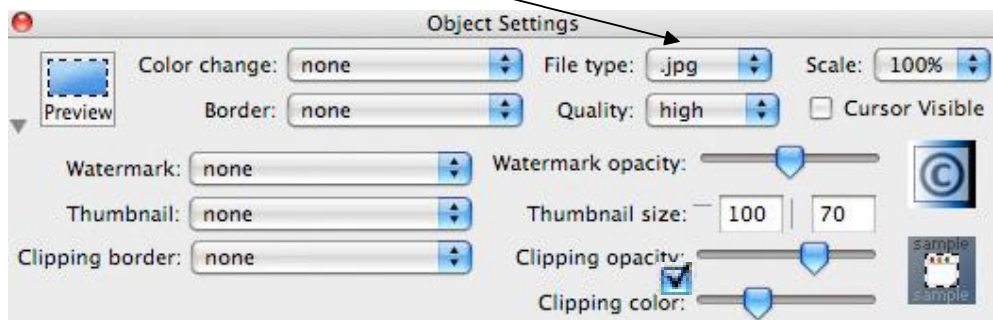 Object Settings
Color change: none File type: .jpg Scale: 100%
Preview Border: none Quality: high Cursor Visible
Watermark: none Watermark opacity:
Thumbnail: none Thumbnail size: 100 70
Clipping border: none Clipping opacity: sample
Clipping color: sample
©